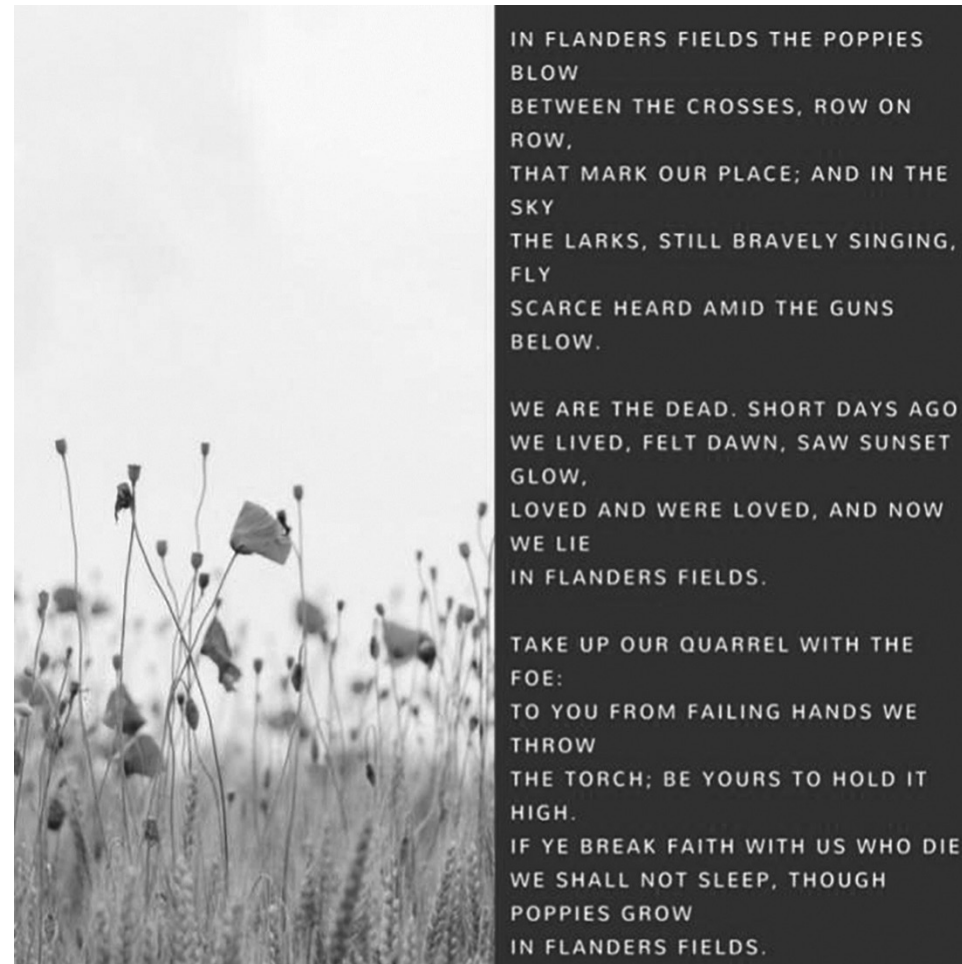 IN FLANDERS FIELDS THE POPPIES
BLOW
BETWEEN THE CROSSES, ROW ON
ROW,
THAT MARK OUR PLACE; AND IN THE
SKY
THE LARKS, STILL BRAVELY SINGING,
FLY
SCARCE HEARD AMID THE GUNS
BELOW.
WE ARE THE DEAD. SHORT DAYS AGO
WE LIVED, FELT DAWN, SAW SUNSET
GLOW,
LOVED AND WERE LOVED, AND NOW
WE LIE
IN FLANDERS FIELDS.
TAKE UP OUR QUARREL WITH THE
FOE:
TO YOU FROM FAILING HANDS WE
THROW
THE TORCH; BE YOURS TO HOLD IT
HIGH.
IF YE BREAK FAITH WITH US WHO DIE
WE SHALL NOT SLEEP, THOUGH
POPPIES GROW
IN FLANDERS FIELDS.